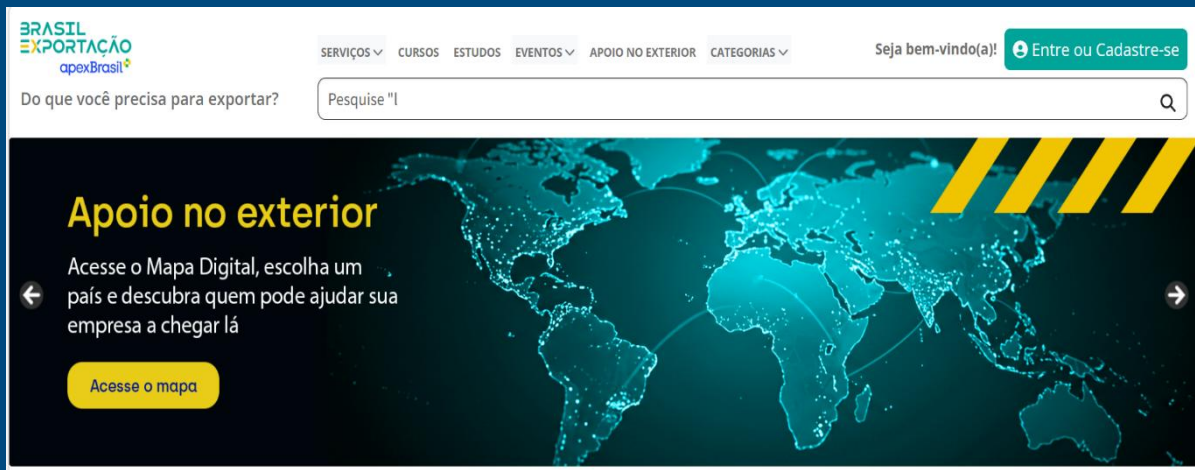 BRASIL
EXPORTAÇÃO
apexBrasil
SERVIÇOS CURSOS ESTUDOS EVENTOS APOIO NO EXTERIOR CATEGORIAS
Seja bem-vindo(a)! Entre ou Cadastre-se
Do que você precisa para exportar?
Pesquise "l
Apoio no exterior
Acesse o Mapa Digital, escolha um
país e descubra quem pode ajudar sua
empresa a chegar lá
Acesse o mapa